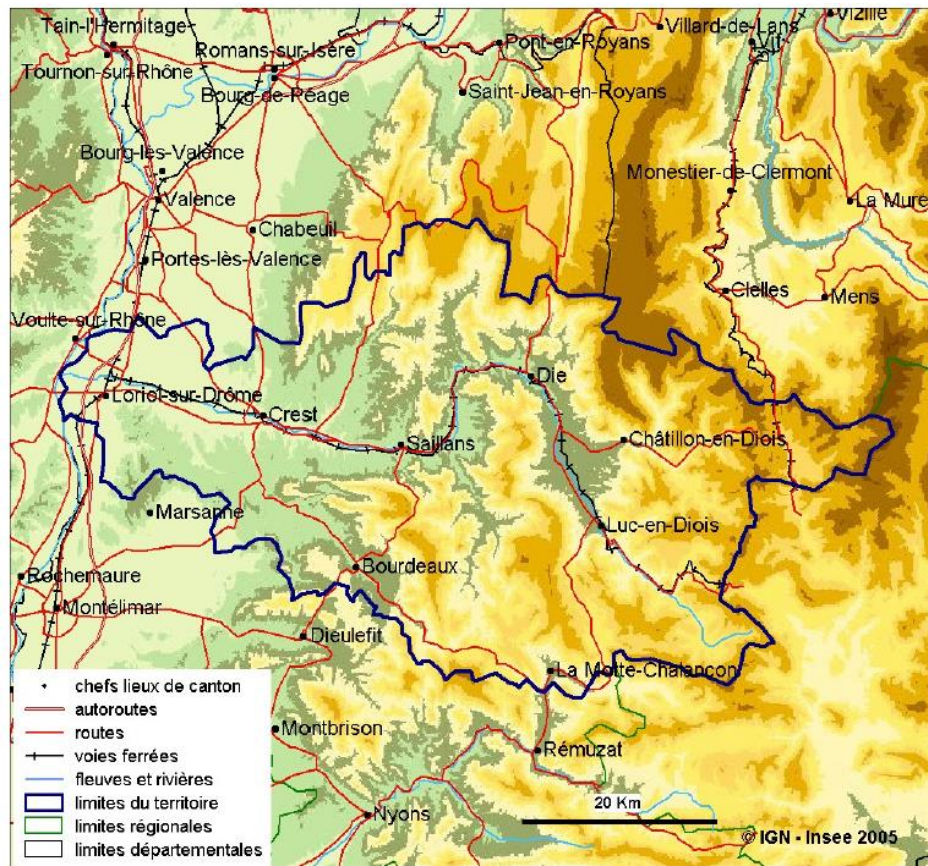 Tain-l'Hermitage
Tournon-sur-Rhône
Romans-sur-Isère
Bourg-de-Péage
Pont-en-Royans
Villard-de-Lans
Vizille
Vif
Saint-Jean-en-Royans
Bourg-lès-Valence
Valence
Monestier-de-Clermont
La Mure
Chabeuil
Portes-lès-Valence
Clelles
Mens
Voulte-sur-Rhône
Loriol-sur-Drôme
Crest
Die
Saillans
Châtillon-en-Diois
Marsanne
Luc-en-Diois
Rochemaure
Bourdeaux
Montélimar
Dieulefit
La Motte-Chalancon
Montbrison
Rémuzat
Nyons
chefs lieux de canton
autoroutes
routes
voies ferrées
fleuves et rivières
limites du territoire
limites régionales
limites départementales
20 Km
© IGN - Insee 2005